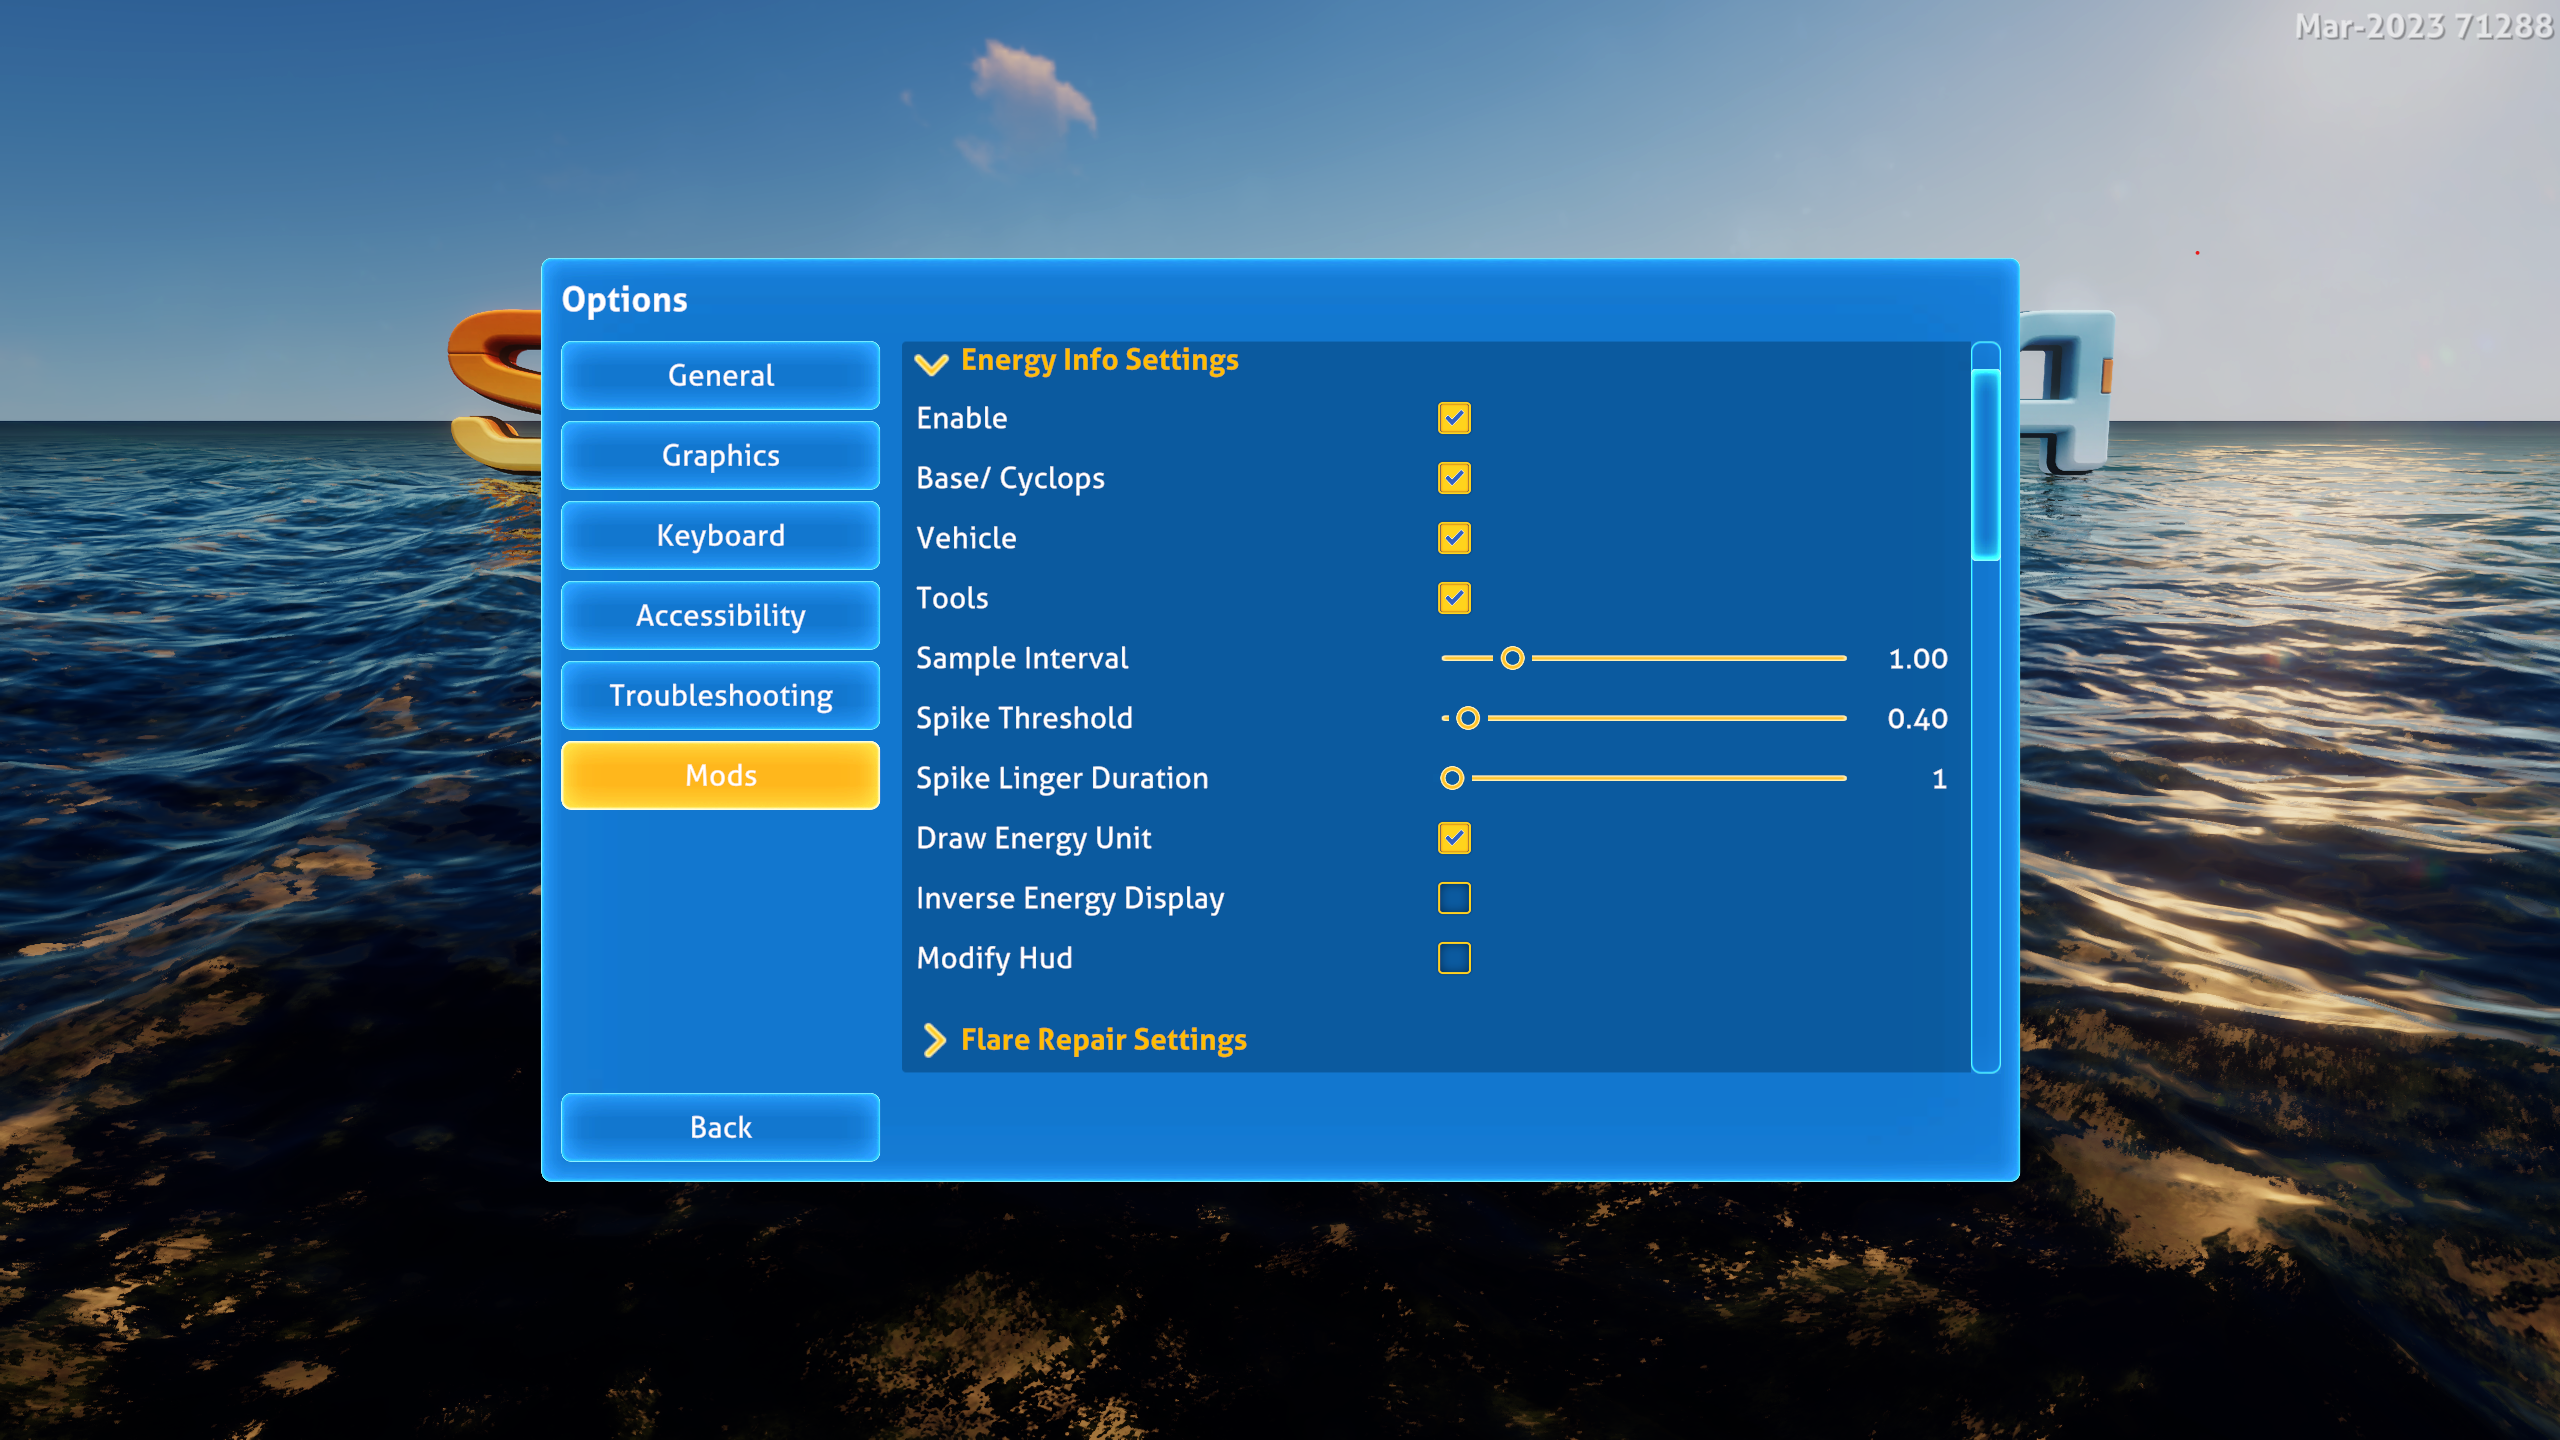 Mar-2023 71288
Options
General
Graphics
Keyboard
Accessibility
Troubleshooting
Mods
Back
Energy Info Settings
Enable
Base/ Cyclops
Vehicle
Tools
Sample Interval 1.00
Spike Threshold 0.40
Spike Linger Duration 1
Draw Energy Unit
Inverse Energy Display
Modify Hud
Flare Repair Settings